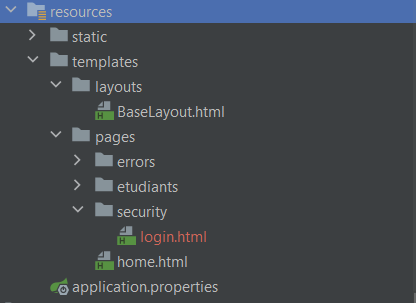 resources
static
templates
layouts
BaseLayout.html
pages
errors
etudiants
security
login.html
home.html
application.properties